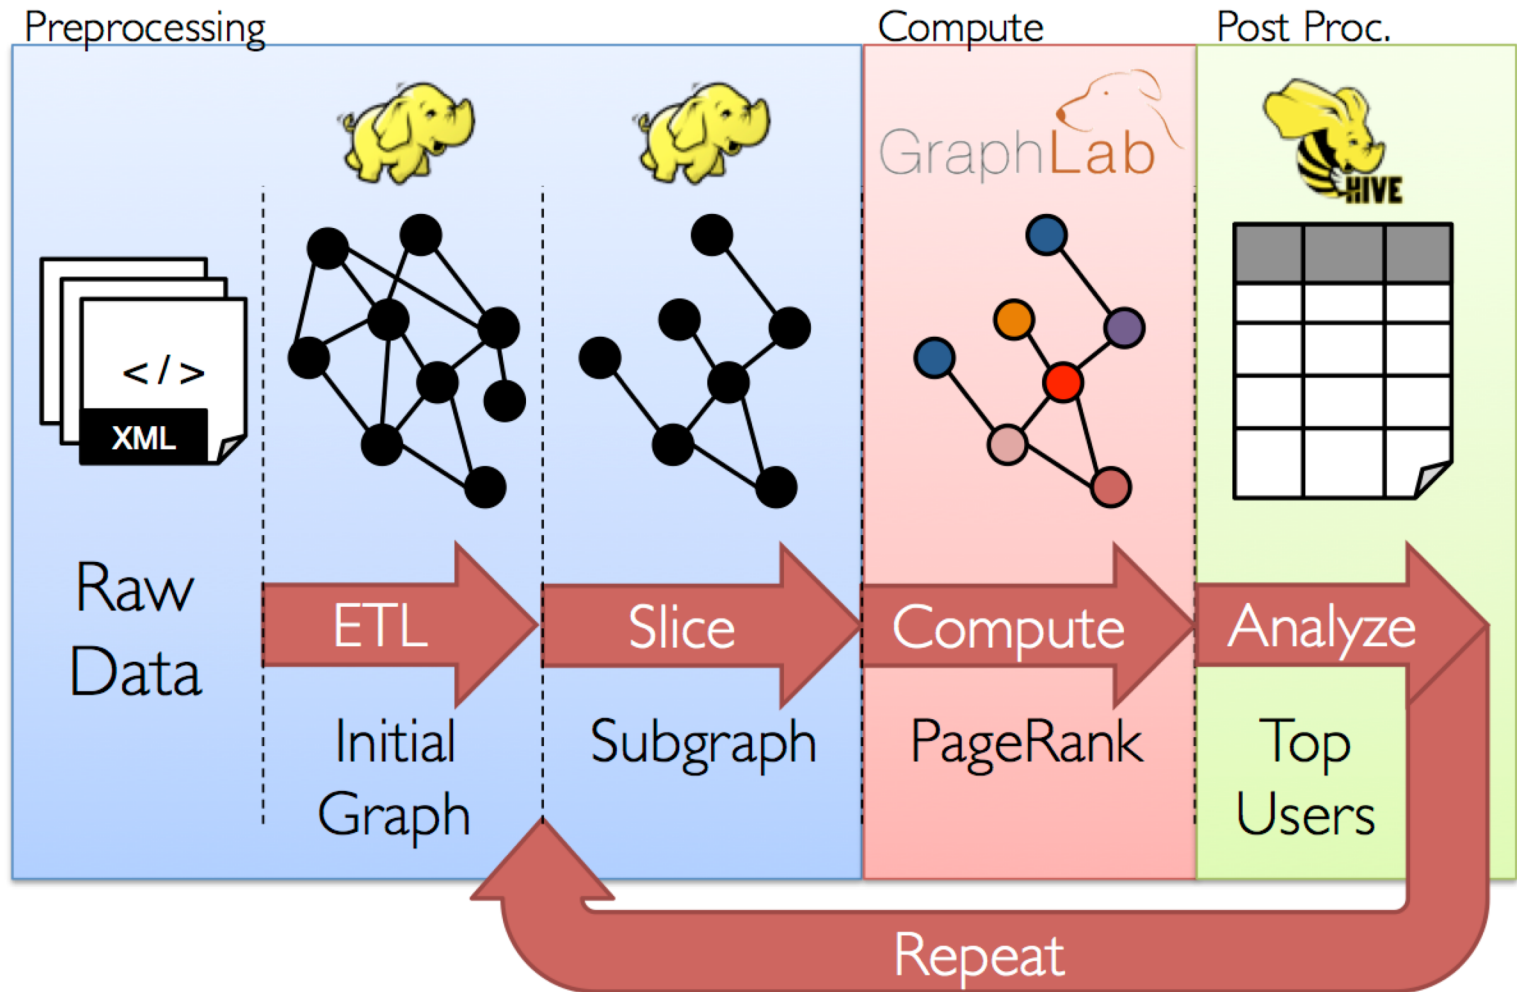 Preprocessing
Compute
Post Proc.
GraphLab
HIVE
</>
XML
Raw
Data
ETL
Slice
Compute
Analyze
Initial
Graph
Subgraph
PageRank
Top
Users
Repeat